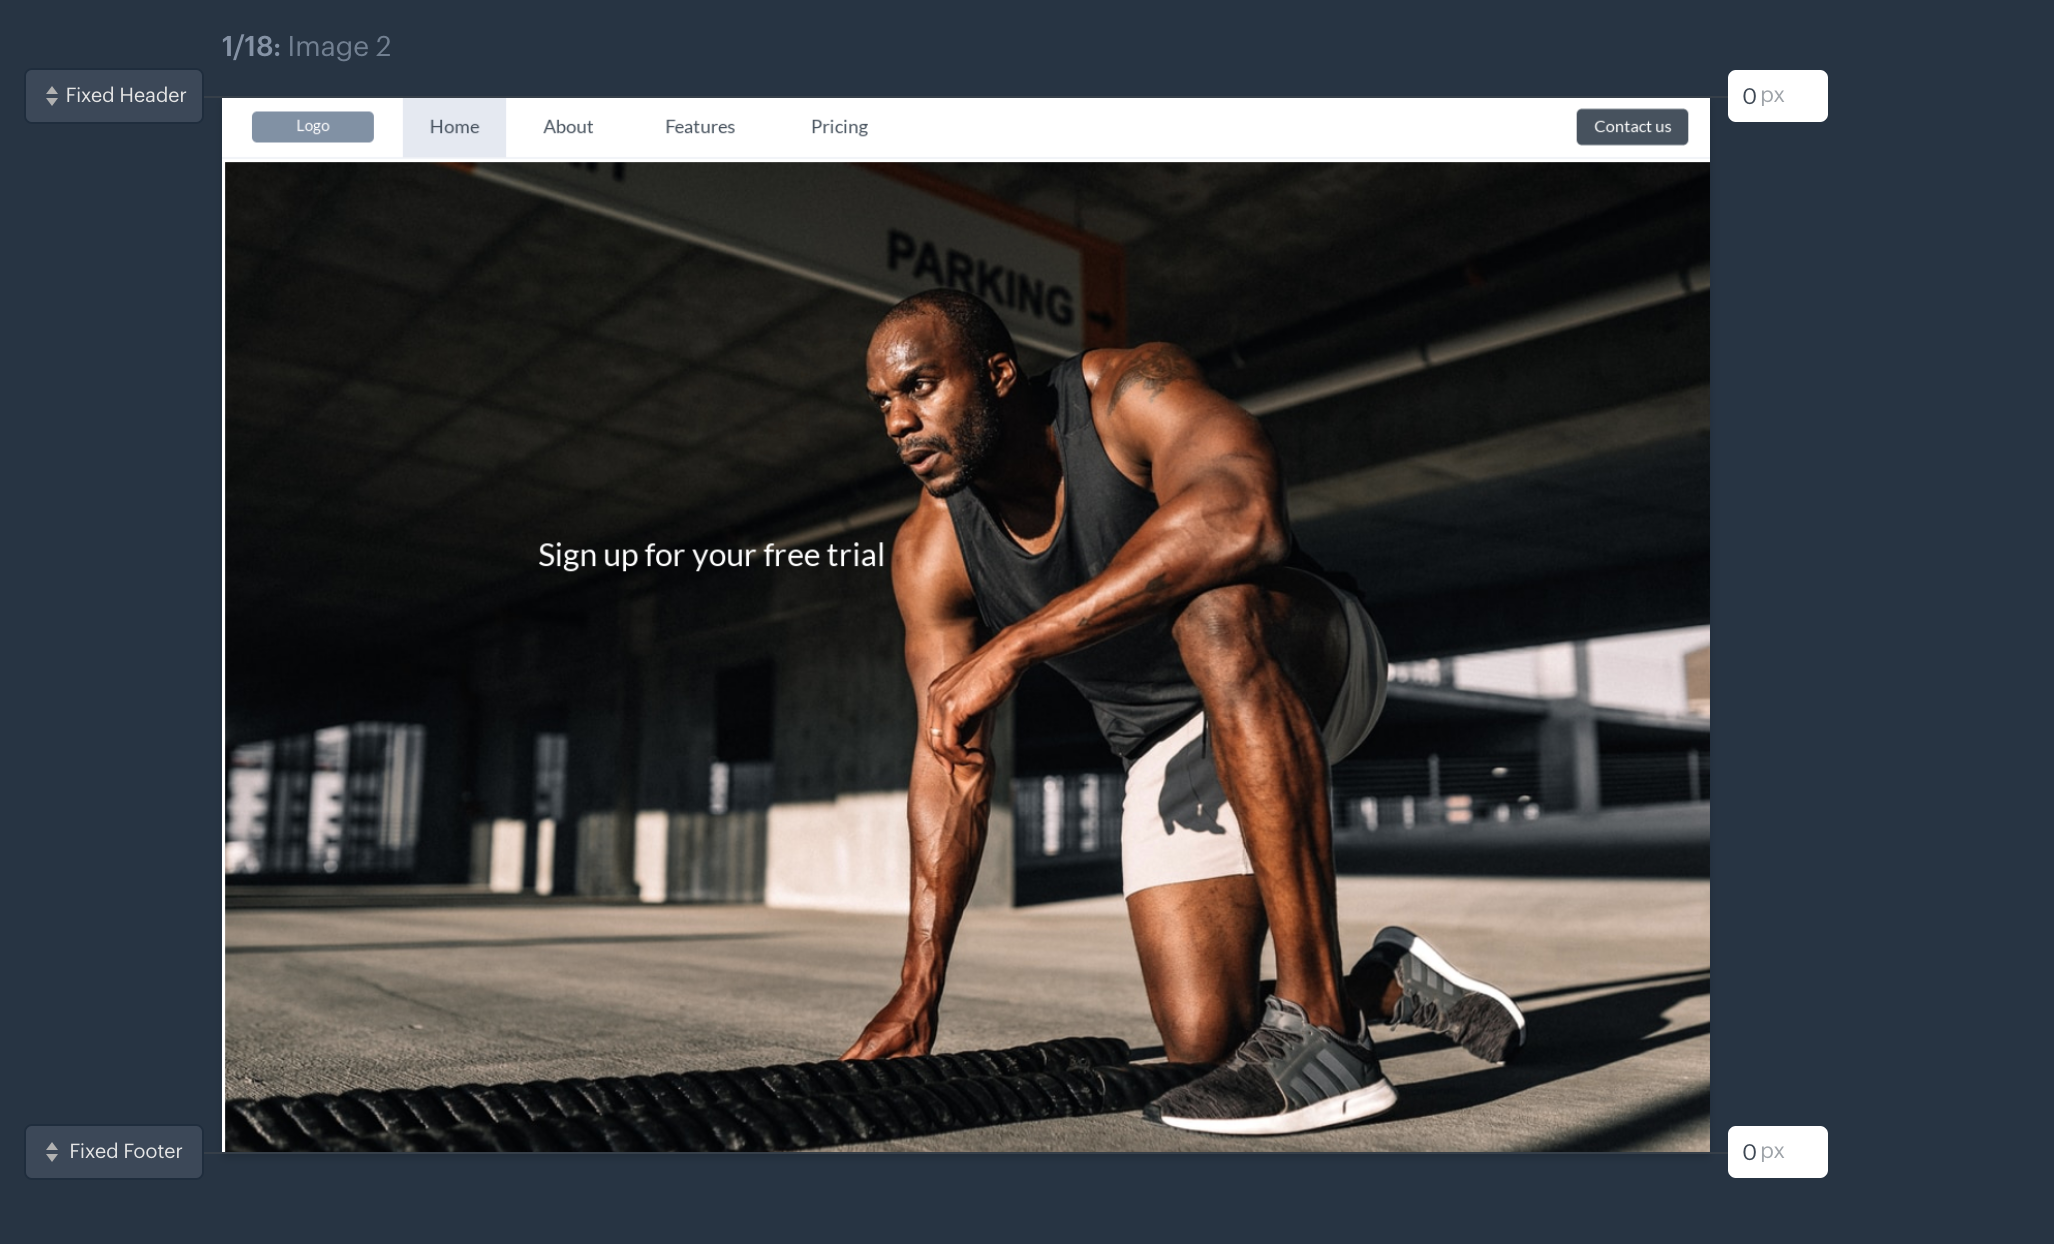 1/18: Image 2
Fixed Header
0 px
Logo
Home
About
Features
Pricing
Contact us
PARKING →
Sign up for your free trial
Fixed Footer
0 px